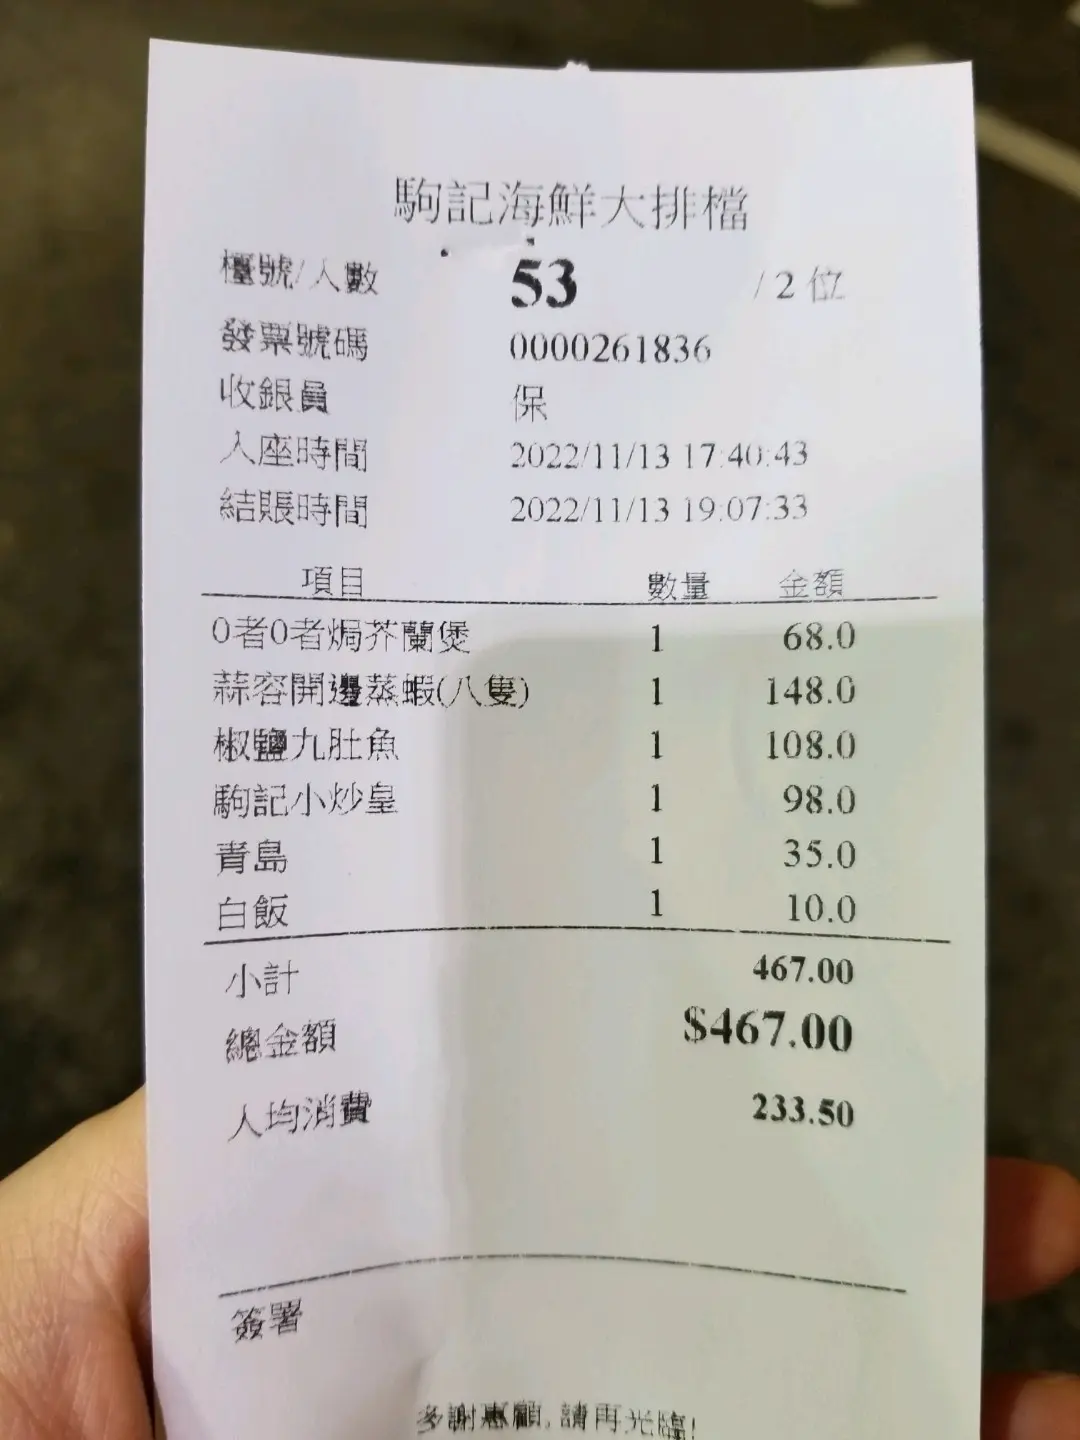 駒記海鮮大排檔
檯號/人數 53 /2 位
發票號碼 0000261836
收銀員 保
入座時間 2022/11/13 17:40:43
結賬時間 2022/11/13 19:07:33
項目 數量 金額
0者0者焗芥蘭煲 1 68.0
蒜容開邊蒸蝦(八隻) 1 148.0
椒鹽九肚魚 1 108.0
駒記小炒皇 1 98.0
青島 1 35.0
白飯 1 10.0
小計 467.00
總金額 $467.00
人均消費 233.50
簽署
多謝惠顧,請再光臨!